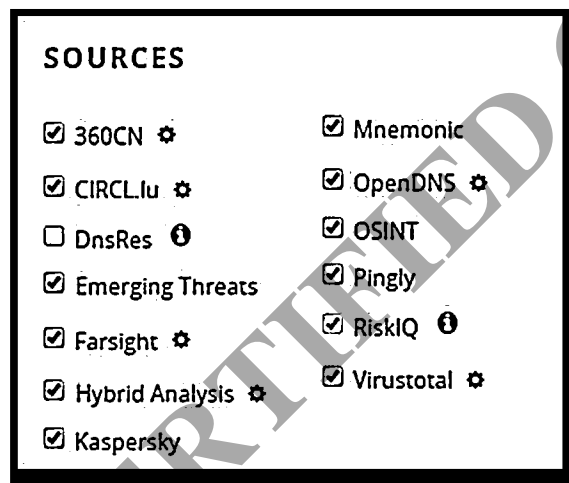 SOURCES
360CN
CIRCL.lu
DnsRes
Emerging Threats
Farsight
Hybrid Analysis
Kaspersky
Mnemonic
OpenDNS
OSINT
Pingly
RiskIQ
Virustotal